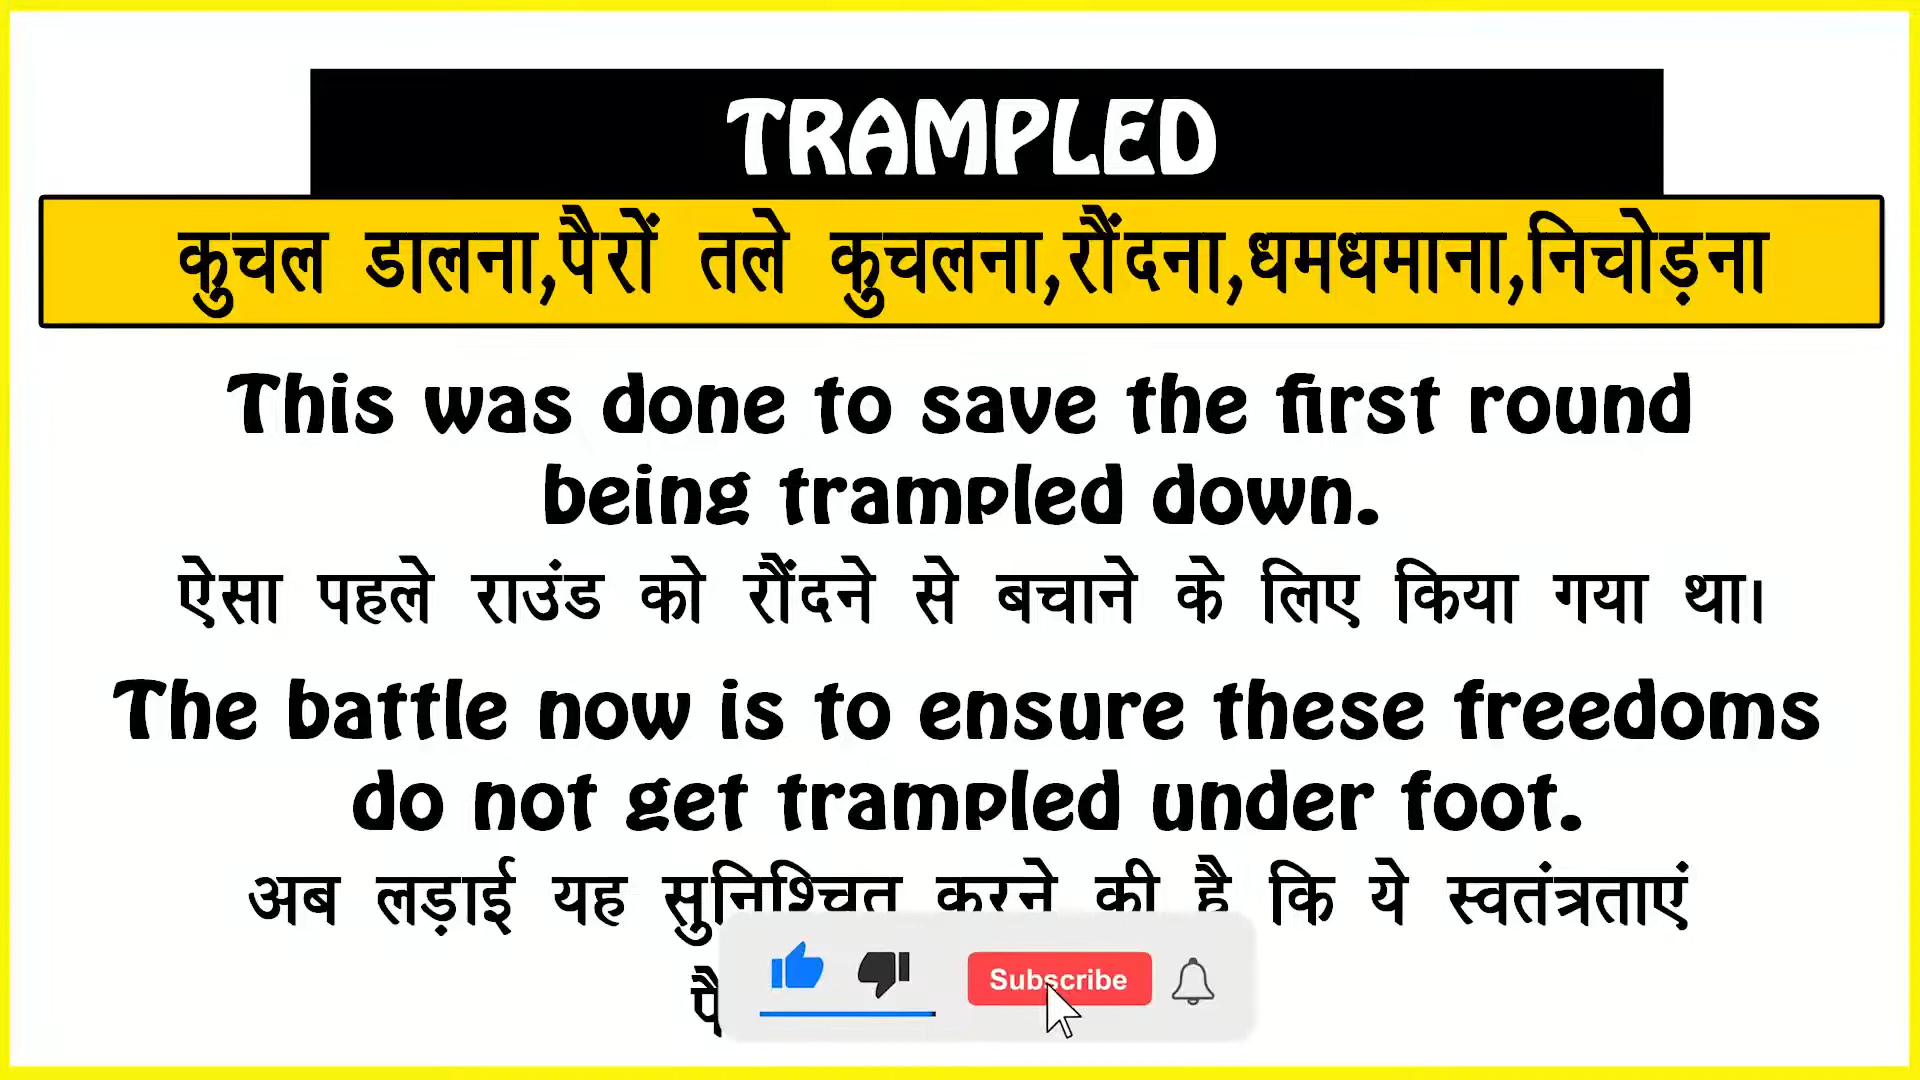 TRAMPLED
कुचल डालना,पैरों तले कुचलना,रौंदना,धमधमाना,निचोड़ना
This was done to save the first round
being trampled down.
ऐसा पहले राउंड को रौंदने से बचाने के लिए किया गया था।
The battle now is to ensure these freedoms
do not get trampled under foot.
अब लड़ाई यह सुनिश्चित करने की है कि ये स्वतंत्रताएं
Subscribe